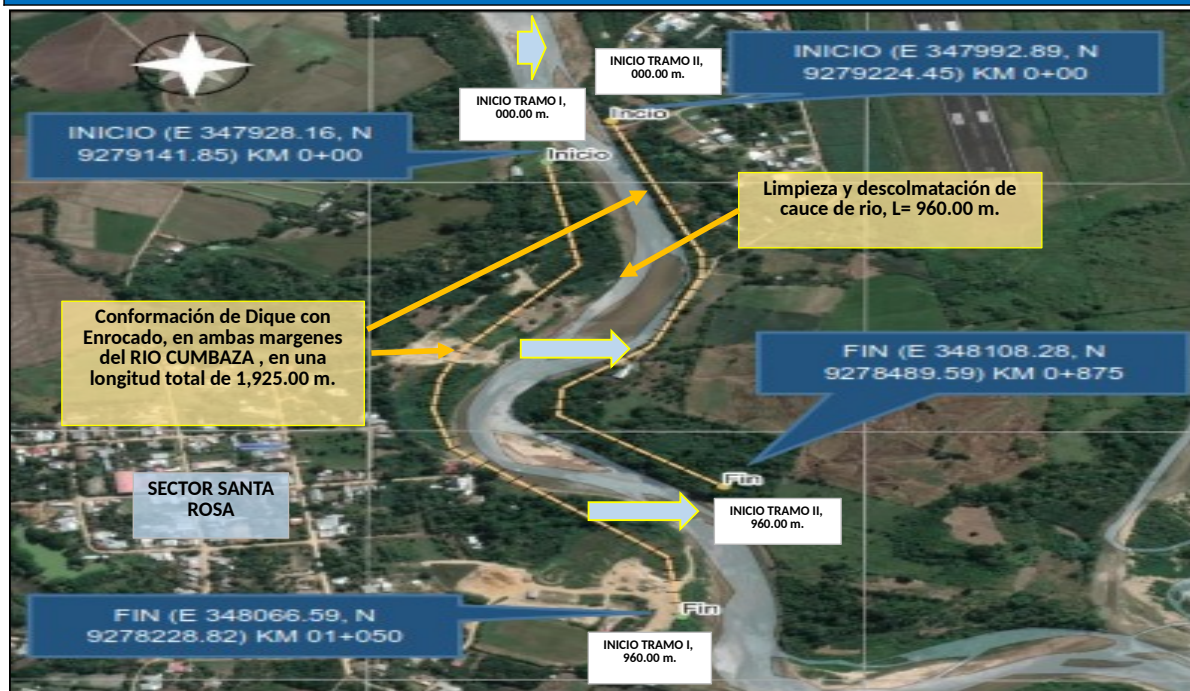 INICIO TRAMO II,
000.00 m.
INICIO (E 347992.89, N
9279224.45) KM 0+00
INICIO TRAMO I,
000.00 m.
Incio
INICIO (E 347928.16, N
9279141.85) KM 0+00
Inicio
Limpieza y descolmatación de
cauce de rio, L= 960.00 m.
Conformación de Dique con
Enrocado, en ambas margenes
del RIO CUMBAZA , en una
longitud total de 1,925.00 m.
FIN (E 348108.28, N
9278489.59) KM 0+875
SECTOR SANTA
ROSA
Fin
INICIO TRAMO II,
960.00 m.
FIN (E 348066.59, N
9278228.82) KM 01+050
Fin
INICIO TRAMO I,
960.00 m.